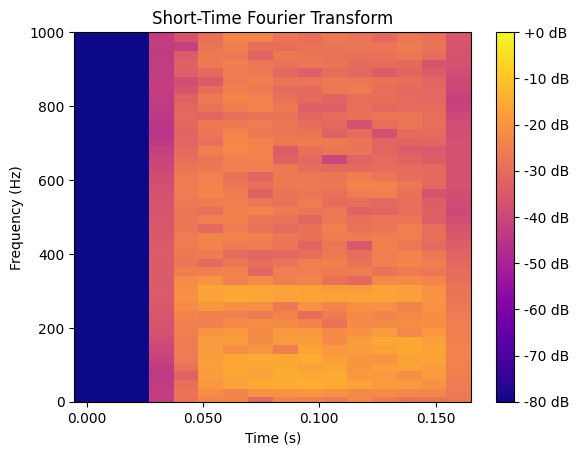 Short-Time Fourier Transform
1000
800
600
400
200
0
Frequency (Hz)
0.000
0.050
0.100
0.150
Time (s)
+0 dB
-10 dB
-20 dB
-30 dB
-40 dB
-50 dB
-60 dB
-70 dB
-80 dB